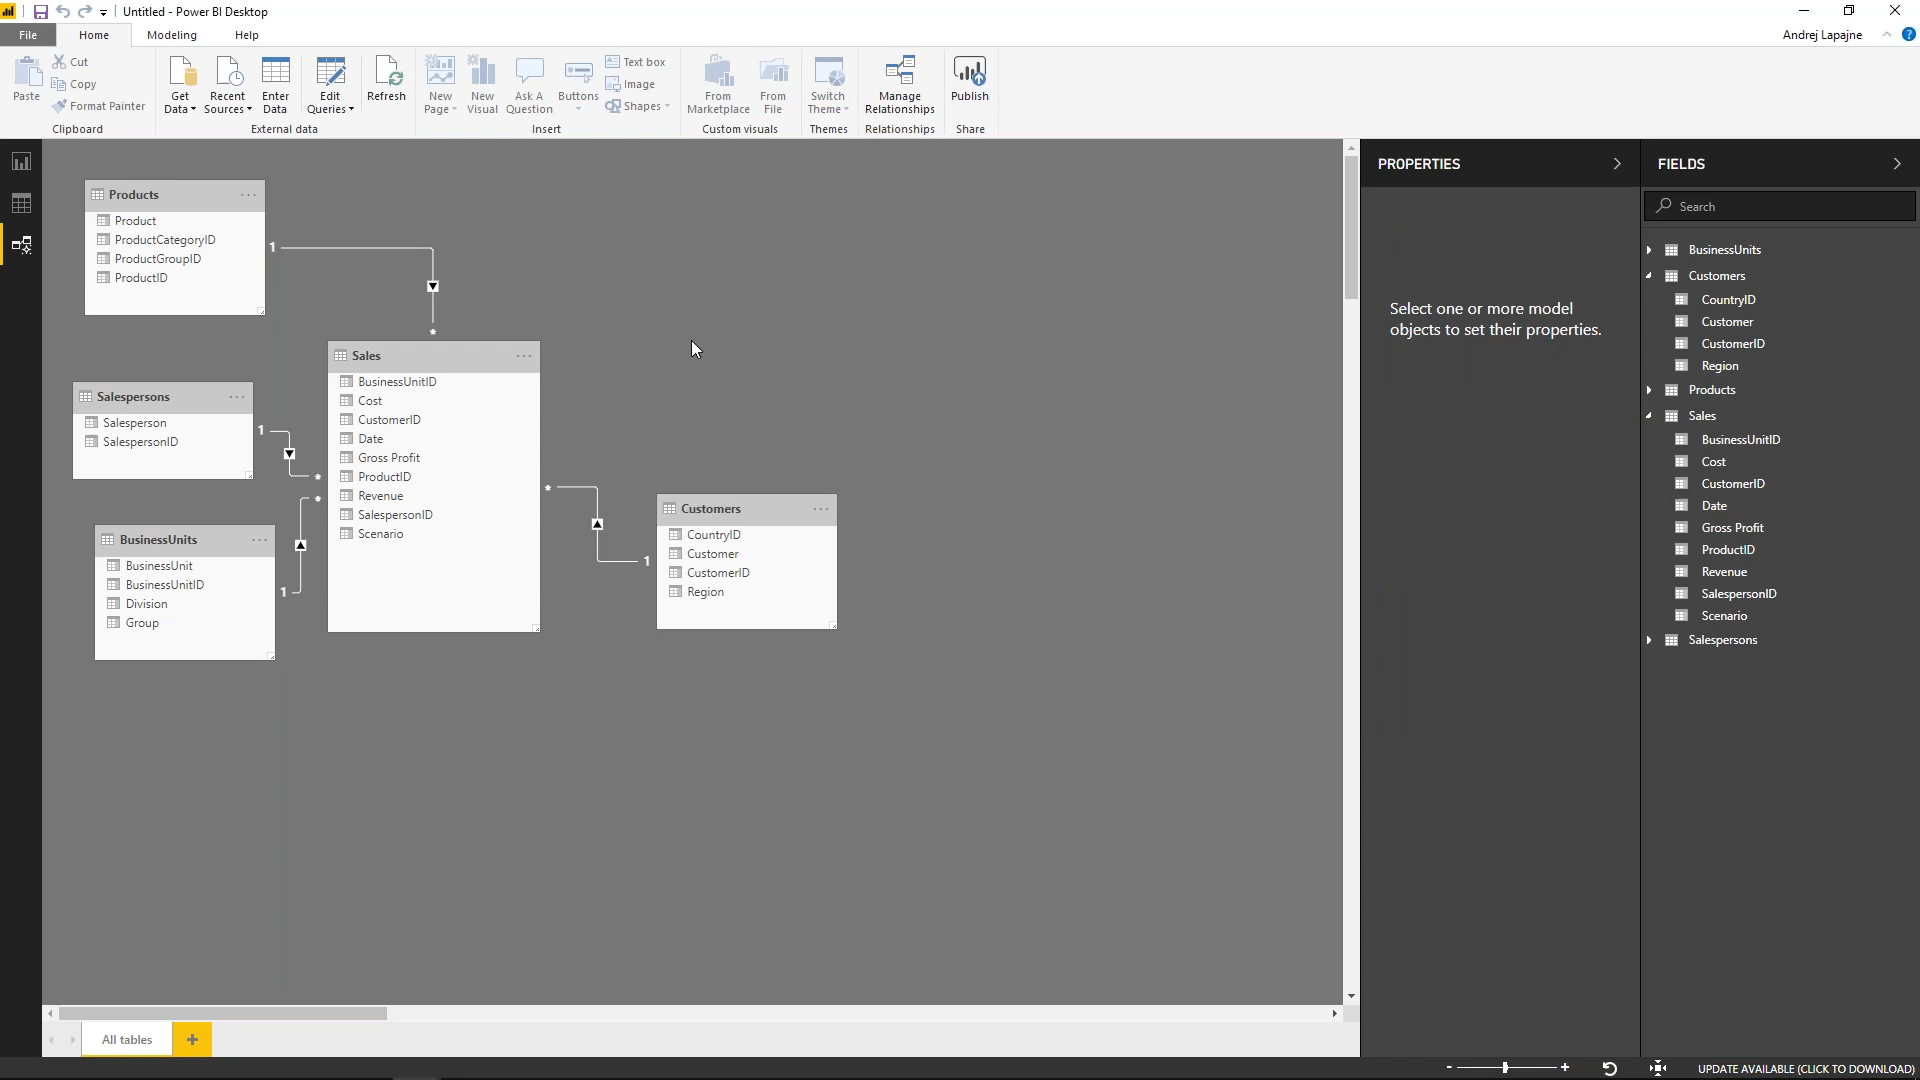 Untitled - Power BI Desktop
File
Home
Modeling
Help
Andrej Lapajne
?
Paste
Cut
Copy
Format Painter
Clipboard
Get Data
Recent Sources
Enter Data
Edit Queries
Refresh
External data
New Page
New Visual
Ask A Question
Buttons
Text box
Image
Shapes
Insert
From Marketplace
From File
Custom visuals
Switch Theme
Themes
Manage Relationships
Relationships
Publish
Share
Products
Product
ProductCategoryID
ProductGroupID
ProductID
1
*
Salespersons
Salesperson
SalespersonID
1
*
BusinessUnits
BusinessUnit
BusinessUnitID
Division
Group
1
*
Sales
BusinessUnitID
Cost
CustomerID
Date
Gross Profit
ProductID
Revenue
SalespersonID
Scenario
*
1
Customers
CountryID
Customer
CustomerID
Region
PROPERTIES
Select one or more model
objects to set their properties.
FIELDS
Search
BusinessUnits
Customers
CountryID
Customer
CustomerID
Region
Products
Sales
BusinessUnitID
Cost
CustomerID
Date
Gross Profit
ProductID
Revenue
SalespersonID
Scenario
Salespersons
All tables
+
- +
UPDATE AVAILABLE (CLICK TO DOWNLOAD)